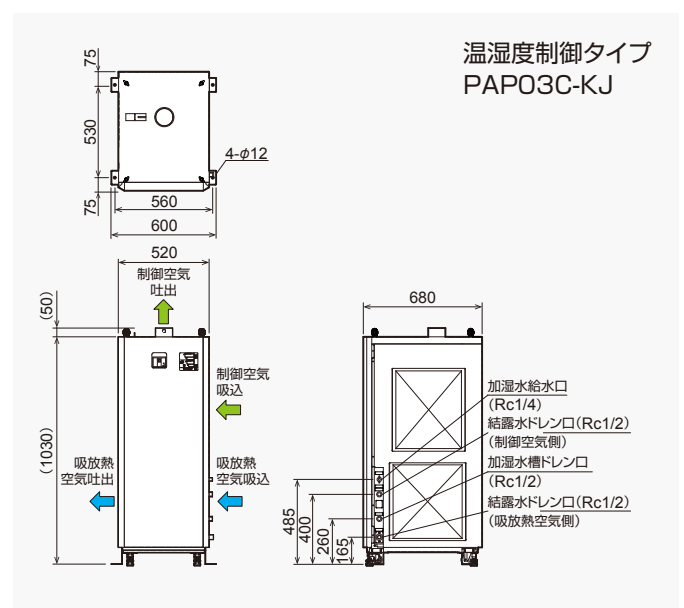 温湿度制御タイプ
PAP03C-KJ
75
530
75
4-φ12
560
600
520
制御空気
吐出
(50)
(1030)
制御空気
吸込
吸放熱
空気吐出
吸放熱
空気吸込
680
加湿水給水口
(Rc1/4)
結露水ドレン口(Rc1/2)
(制御空気側)
加湿水槽ドレン口
(Rc1/2)
結露水ドレン口(Rc1/2)
(吸放熱空気側)
485
400
260
165